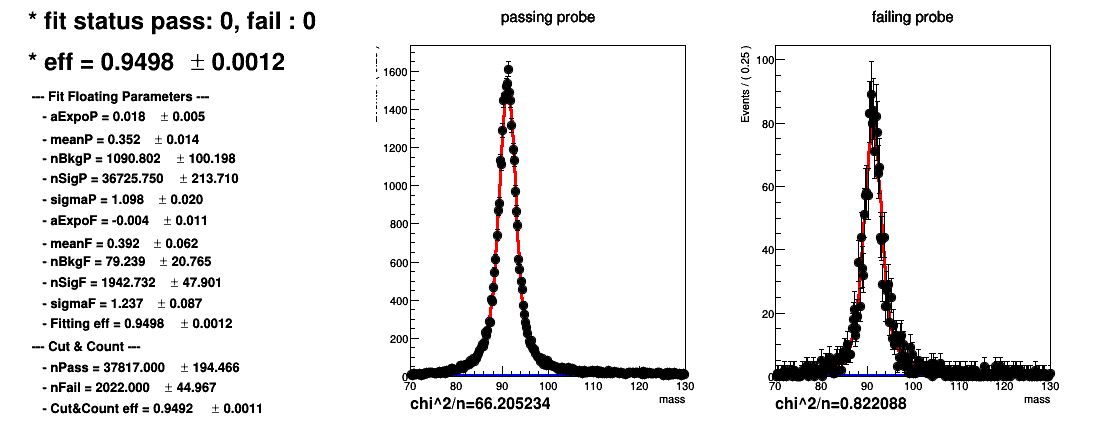 * fit status pass: 0, fail : 0
* eff = 0.9498 ± 0.0012
--- Fit Floating Parameters ---
- aExpoP = 0.018 ± 0.005
- meanP = 0.352 ± 0.014
- nBkgP = 1090.802 ± 100.198
- nSigP = 36725.750 ± 213.710
- sigmaP = 1.098 ± 0.020
- aExpoF = -0.004 ± 0.011
- meanF = 0.392 ± 0.062
- nBkgF = 79.239 ± 20.765
- nSigF = 1942.732 ± 47.901
- sigmaF = 1.237 ± 0.087
- Fitting eff = 0.9498 ± 0.0012
--- Cut & Count ---
- nPass = 37817.000 ± 194.466
- nFail = 2022.000 ± 44.967
- Cut&Count eff = 0.9492 ± 0.0011
passing probe
1600
1400
1200
1000
800
600
400
200
0
70 80 90 100 110 120 130
mass
chi^2/n=66.205234
failing probe
Events / ( 0.25 )
100
80
60
40
20
0
70 80 90 100 110 120 130
mass
chi^2/n=0.822088